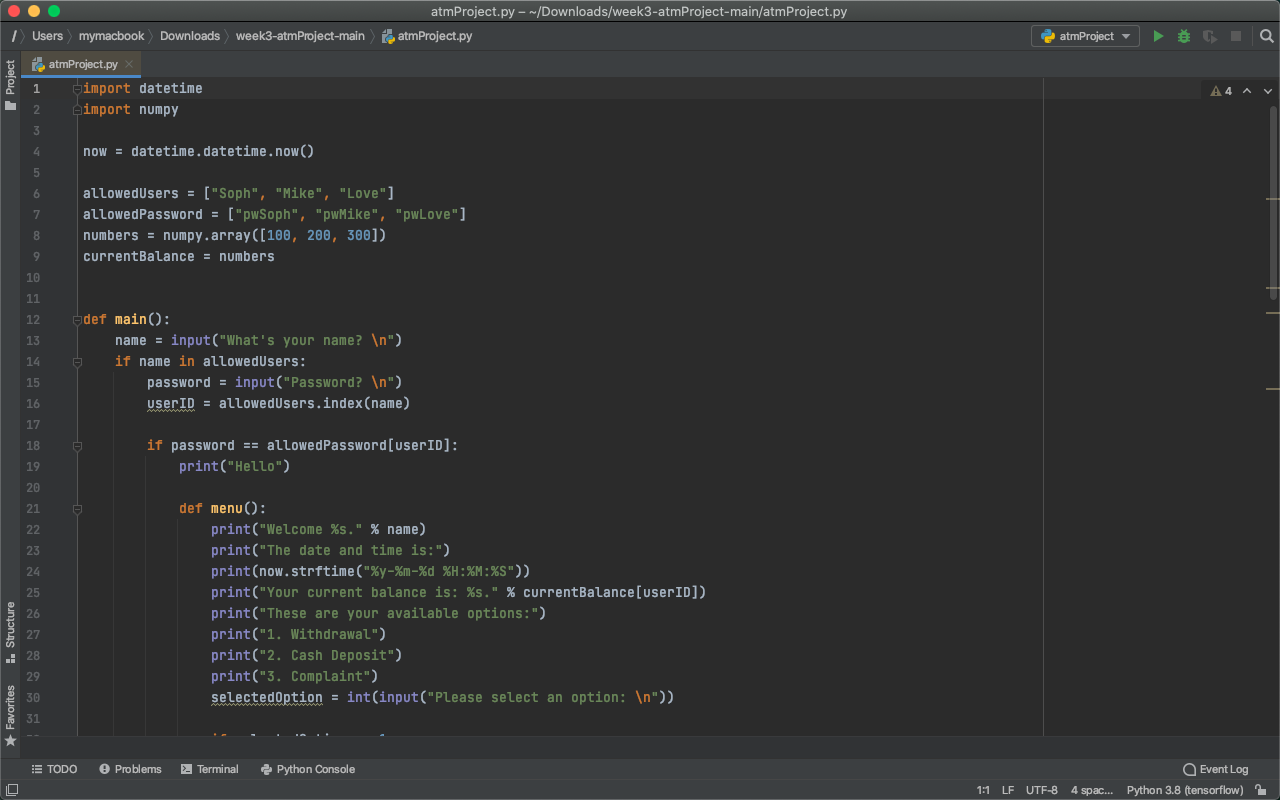 atmProject.py – ~/Downloads/week3-atmProject-main/atmProject.py
/ Users mymacbook Downloads week3-atmProject-main atmProject.py
atmProject
atmProject.py
Project
Structure
Favorites
4
1 import datetime
2 import numpy
3
4 now = datetime.datetime.now()
5
6 allowedUsers = ["Soph", "Mike", "Love"]
7 allowedPassword = ["pwSoph", "pwMike", "pwLove"]
8 numbers = numpy.array([100, 200, 300])
9 currentBalance = numbers
10
11
12 def main():
13 name = input("What's your name? \n")
14 if name in allowedUsers:
15 password = input("Password? \n")
16 userID = allowedUsers.index(name)
17
18 if password == allowedPassword[userID]:
19 print("Hello")
20
21 def menu():
22 print("Welcome %s." % name)
23 print("The date and time is:")
24 print(now.strftime("%y-%m-%d %H:%M:%S"))
25 print("Your current balance is: %s." % currentBalance[userID])
26 print("These are your available options:")
27 print("1. Withdrawal")
28 print("2. Cash Deposit")
29 print("3. Complaint")
30 selectedOption = int(input("Please select an option: \n"))
31
TODO Problems Terminal Python Console Event Log
1:1 LF UTF-8 4 spac... Python 3.8 (tensorflow)